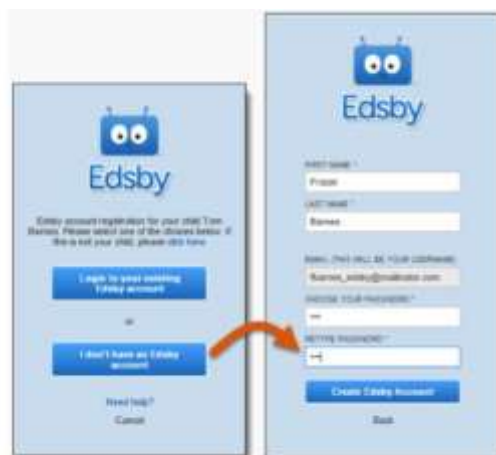 Edsby
Edsby account registration for your child Tom
Barnes. Please select one of the choices below. If
this is not your child, please click here
Login to your existing
Edsby account
or
I don't have an Edsby
account
Need help?
Cancel
Edsby
FIRST NAME *
LAST NAME *
Barnes
EMAIL (THIS WILL BE YOUR USERNAME)
CHOOSE YOUR PASSWORD *
RETYPE PASSWORD *
Create Edsby Account
Back